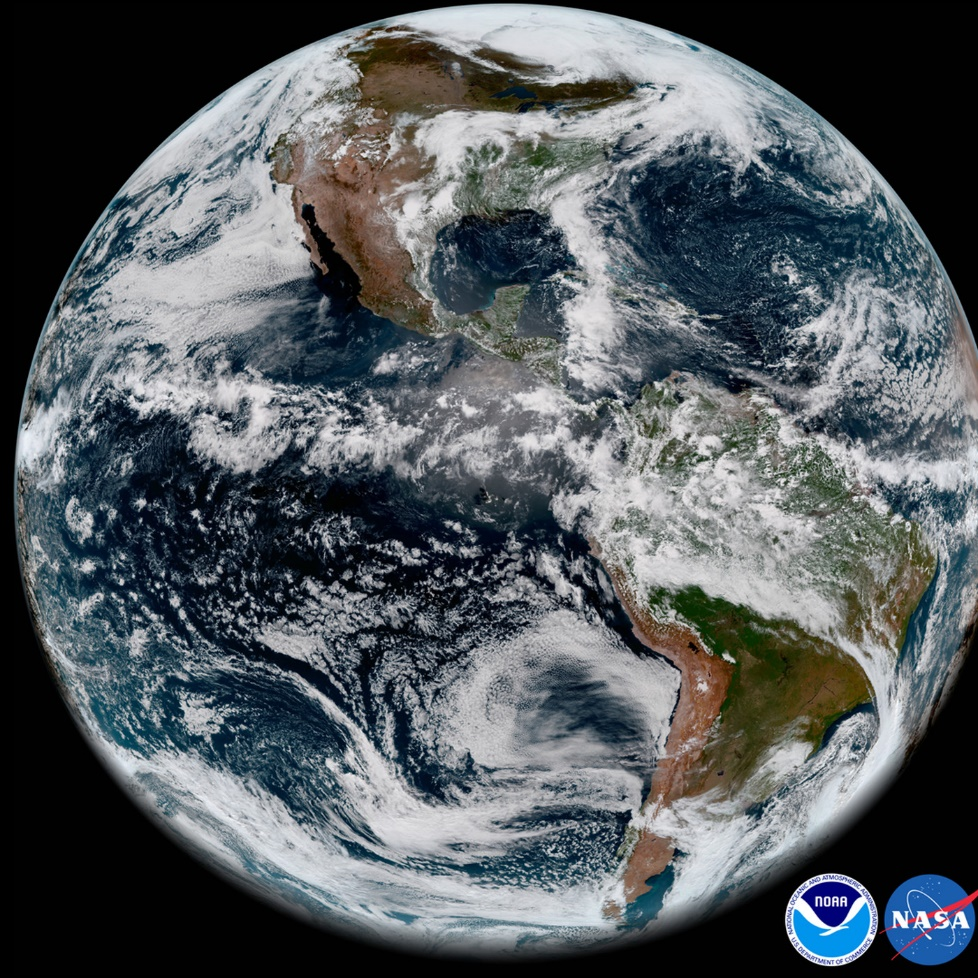 NATIONAL OCEANIC AND ATMOSPHERIC ADMINISTRATION
NOAA
U.S. DEPARTMENT OF COMMERCE
NASA